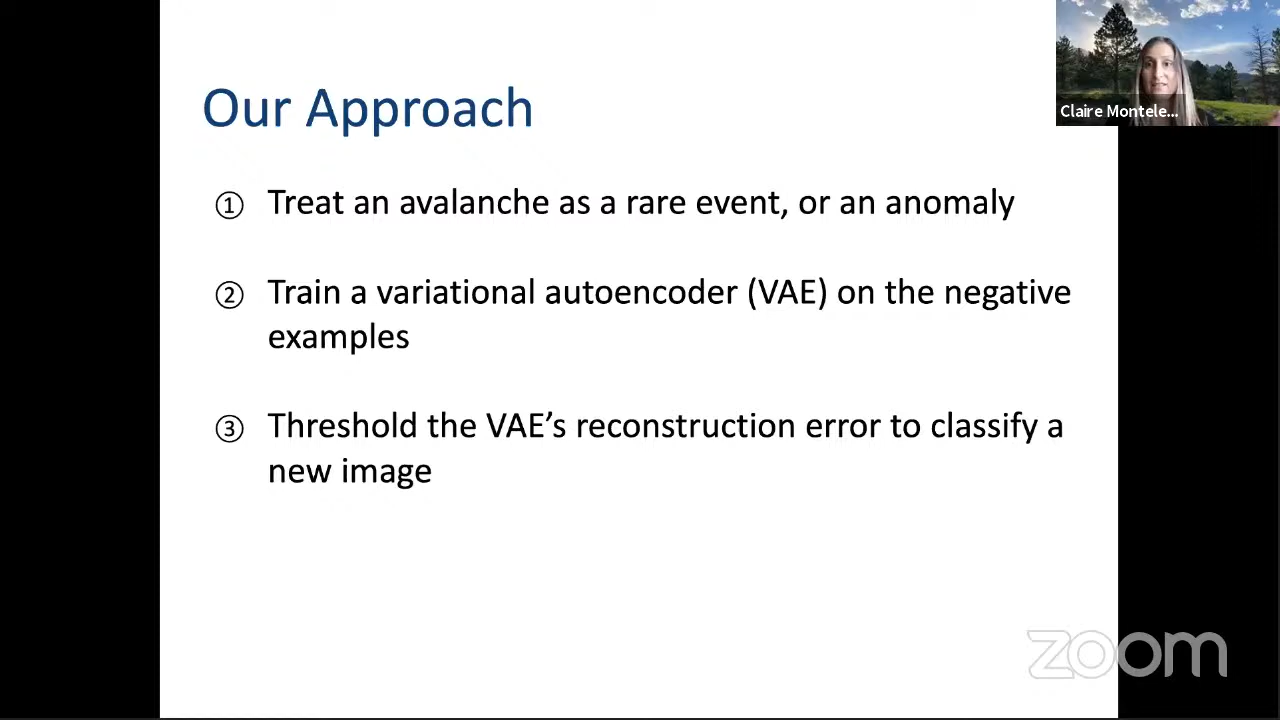 Our Approach
Claire Montele...
① Treat an avalanche as a rare event, or an anomaly
② Train a variational autoencoder (VAE) on the negative
examples
③ Threshold the VAE’s reconstruction error to classify a
new image
zoom